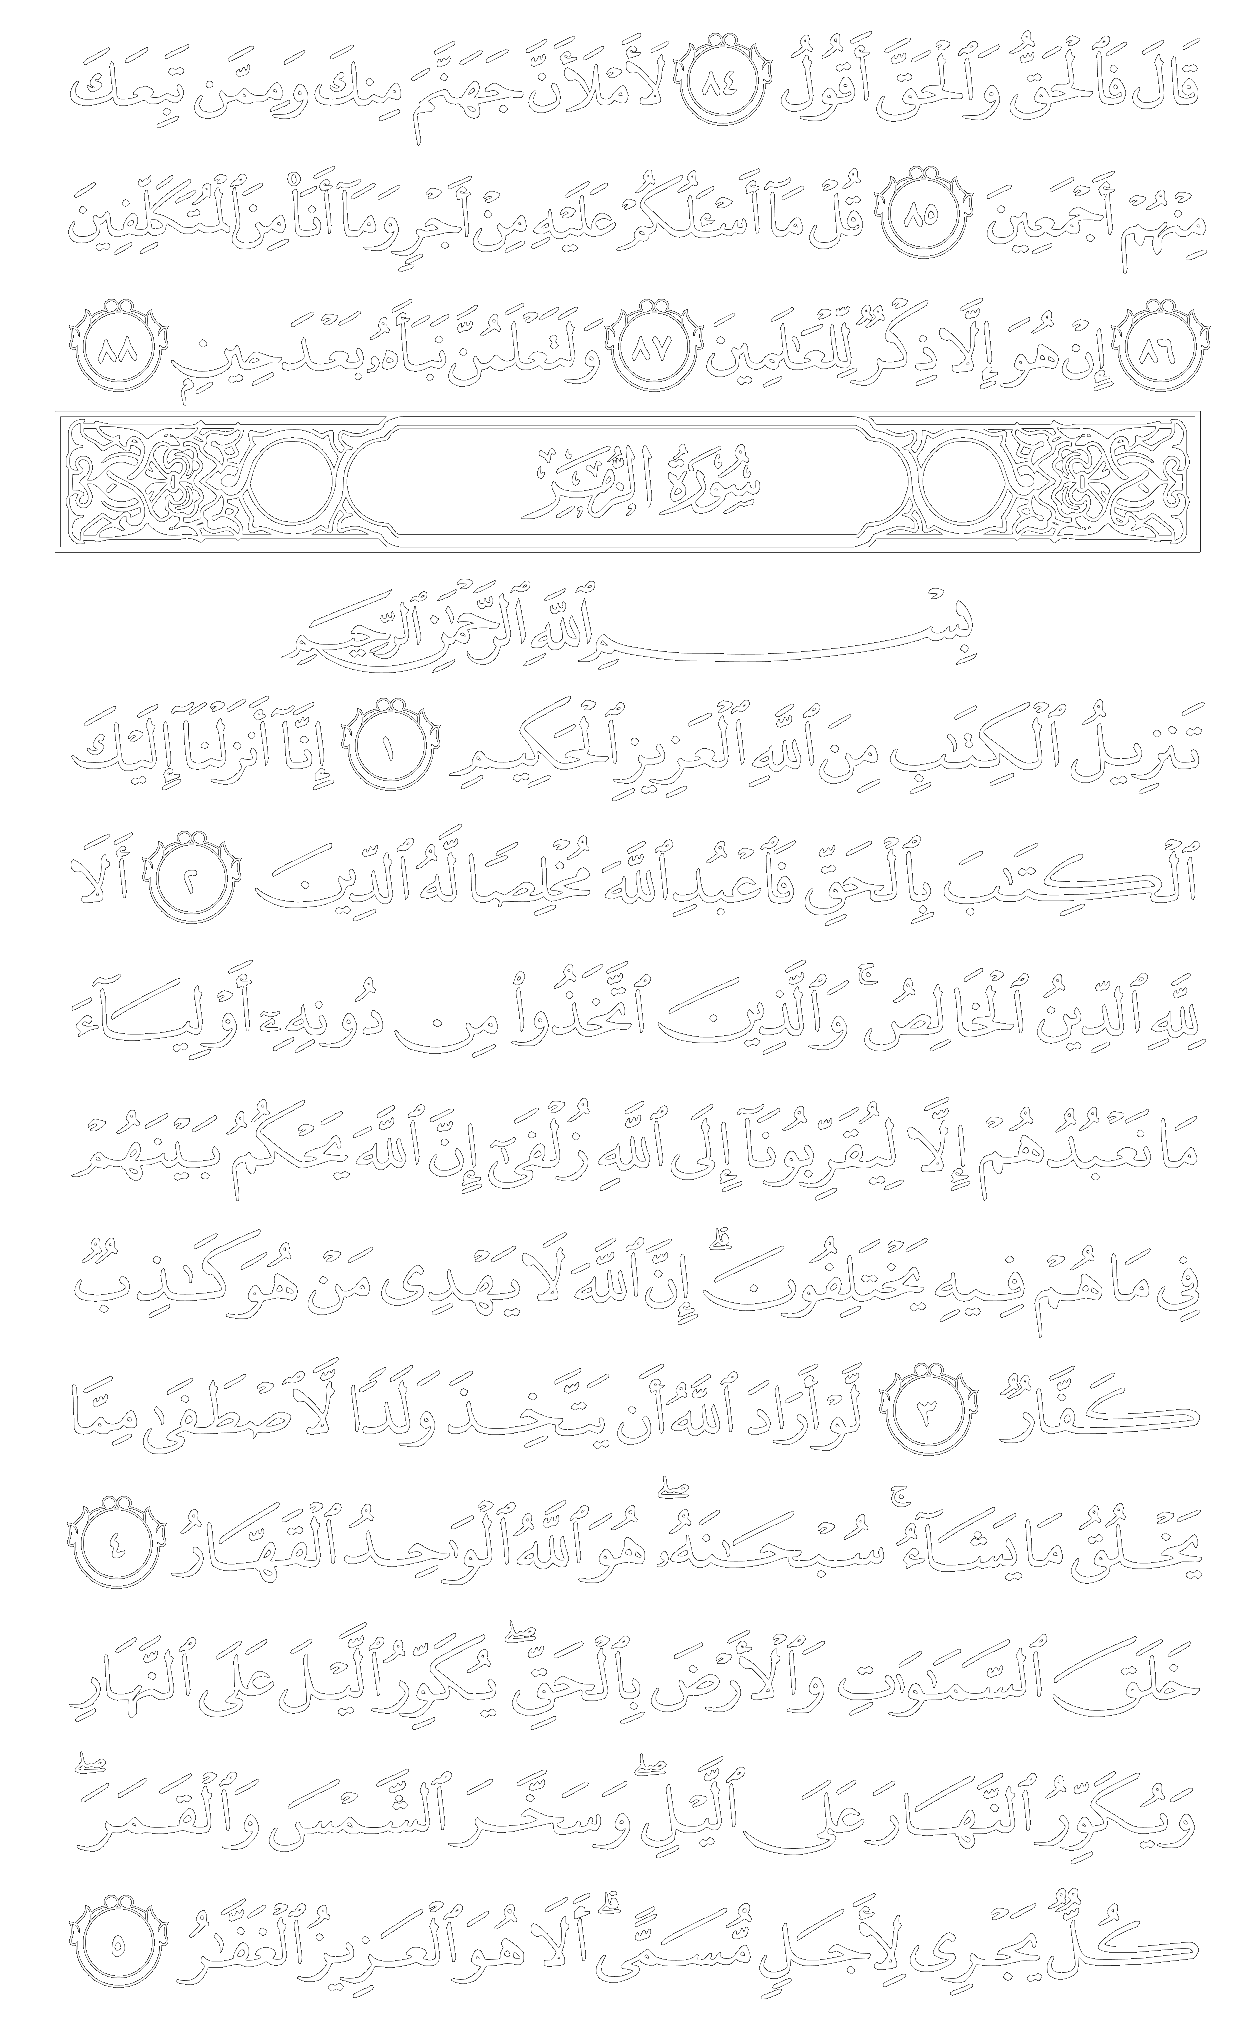 قَالَ فَٱلْحَقُّ وَٱلْحَقَّ أَقُولُ ٨٤ لَأَمْلَأَنَّ جَهَنَّمَ مِنكَ وَمِمَّن تَبِعَكَ
مِنْهُمْ أَجْمَعِينَ ٨٥ قُلْ مَآ أَسْـَٔلُكُمْ عَلَيْهِ مِنْ أَجْرٍ وَمَآ أَنَا۠ مِنَ ٱلْمُتَكَلِّفِينَ
٨٦ إِنْ هُوَ إِلَّا ذِكْرٌ لِّلْعَـٰلَمِينَ ٨٧ وَلَتَعْلَمُنَّ نَبَأَهُۥ بَعْدَ حِينٍۭ ٨٨
سُورَةُ الزُّمَرِ
بِسْمِ ٱللَّهِ ٱلرَّحْمَـٰنِ ٱلرَّحِيمِ
تَنزِيلُ ٱلْكِتَـٰبِ مِنَ ٱللَّهِ ٱلْعَزِيزِ ٱلْحَكِيمِ ١ إِنَّآ أَنزَلْنَآ إِلَيْكَ
ٱلْكِتَـٰبَ بِٱلْحَقِّ فَٱعْبُدِ ٱللَّهَ مُخْلِصًا لَّهُ ٱلدِّينَ ٢ أَلَا
لِلَّهِ ٱلدِّينُ ٱلْخَالِصُ ۚ وَٱلَّذِينَ ٱتَّخَذُوا۟ مِن دُونِهِۦٓ أَوْلِيَآءَ
مَا نَعْبُدُهُمْ إِلَّا لِيُقَرِّبُونَآ إِلَى ٱللَّهِ زُلْفَىٰٓ إِنَّ ٱللَّهَ يَحْكُمُ بَيْنَهُمْ
فِى مَا هُمْ فِيهِ يَخْتَلِفُونَ ۗ إِنَّ ٱللَّهَ لَا يَهْدِى مَنْ هُوَ كَـٰذِبٌ
كَفَّارٌ ٣ لَّوْ أَرَادَ ٱللَّهُ أَن يَتَّخِذَ وَلَدًا لَّٱصْطَفَىٰ مِمَّا
يَخْلُقُ مَا يَشَآءُ ۚ سُبْحَـٰنَهُۥ ۖ هُوَ ٱللَّهُ ٱلْوَٰحِدُ ٱلْقَهَّارُ ٤
خَلَقَ ٱلسَّمَـٰوَٰتِ وَٱلْأَرْضَ بِٱلْحَقِّ ۖ يُكَوِّرُ ٱلَّيْلَ عَلَى ٱلنَّهَارِ
وَيُكَوِّرُ ٱلنَّهَارَ عَلَى ٱلَّيْلِ ۖ وَسَخَّرَ ٱلشَّمْسَ وَٱلْقَمَرَ ۖ
كُلٌّ يَجْرِى لِأَجَلٍ مُّسَمًّى ۗ أَلَا هُوَ ٱلْعَزِيزُ ٱلْغَفَّـٰرُ ٥